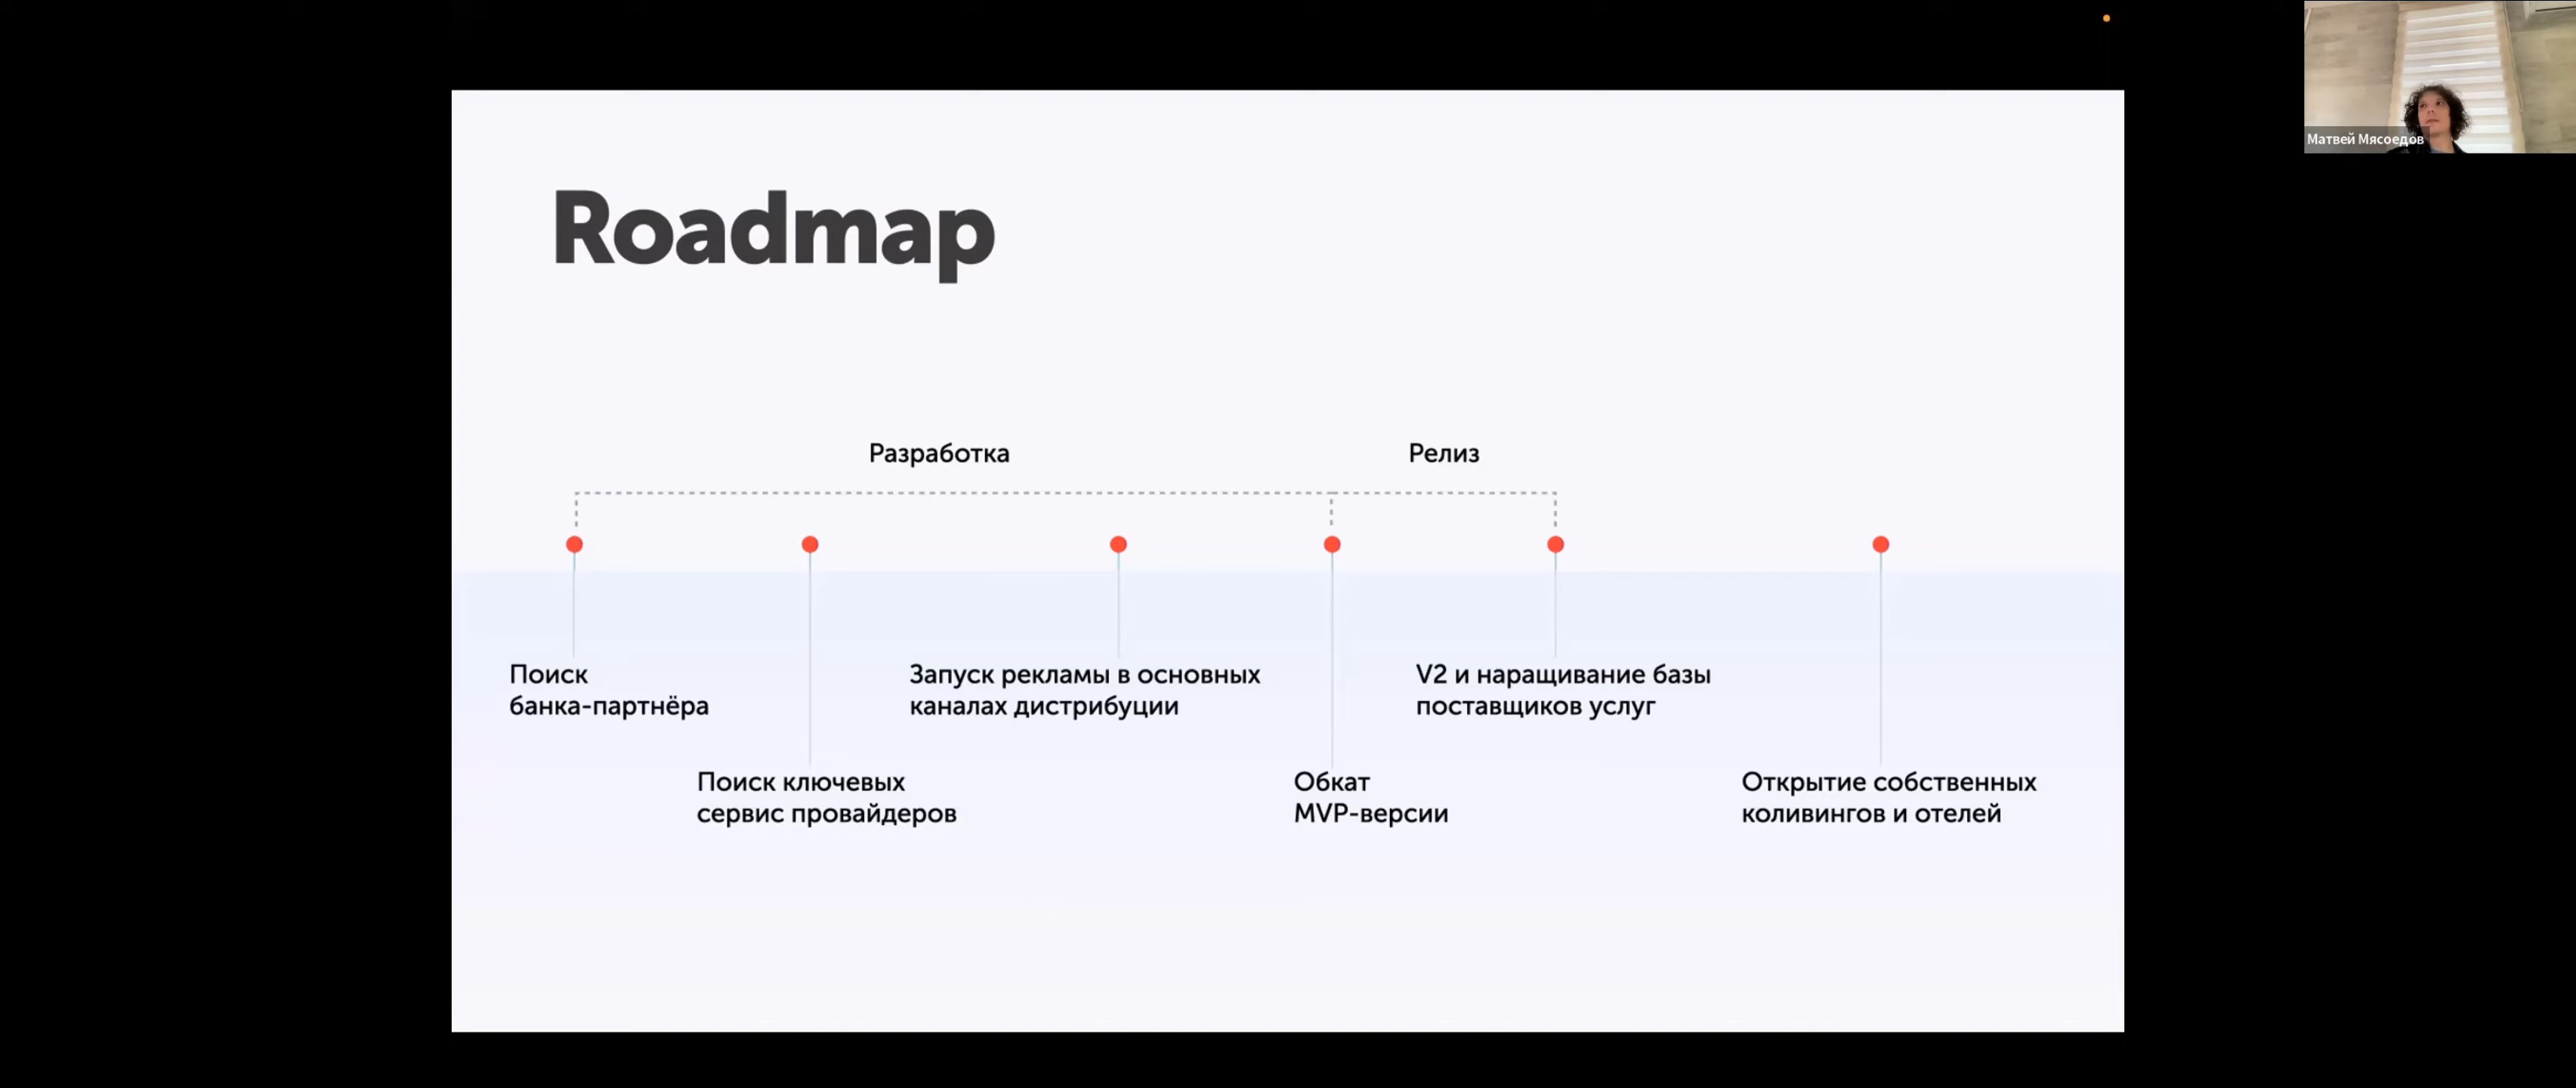 Матвей Мясоедов
Roadmap
Разработка
Релиз
Поиск
банка-партнёра
Запуск рекламы в основных
каналах дистрибуции
V2 и наращивание базы
поставщиков услуг
Поиск ключевых
сервис провайдеров
Обкат
MVP-версии
Открытие собственных
коливингов и отелей